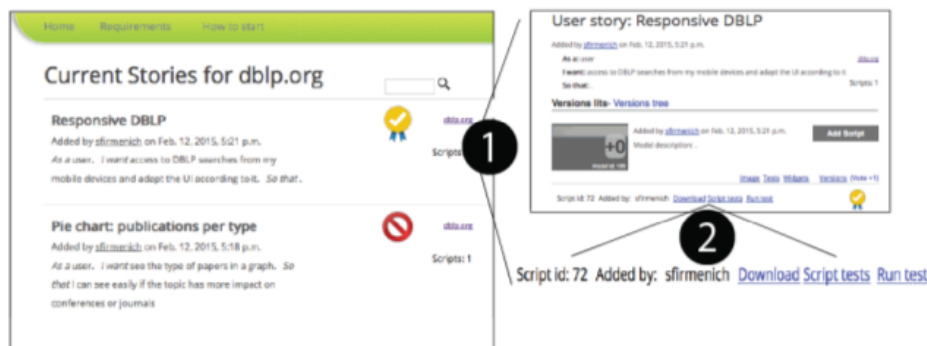 Home Requirements How to start
Current Stories for dblp.org
Responsive DBLP
Added by sfirmenich on Feb. 12, 2015, 5:21 p.m.
dblp.org
As a user. I want access to DBLP searches from my
Scripts:
mobile devices and adapt the UI according to it. So that .
Pie chart: publications per type
Added by sfirmenich on Feb. 12, 2015, 5:18 p.m.
dblp.org
As a user. I want see the type of papers in a graph. So
Scripts: 1
that I can see easily if the topic has more impact on
conferences or journals
1
User story: Responsive DBLP
Added by sfirmenich on Feb. 12, 2015, 5:21 p.m.
As a: user
dblp.org
I want: access to DBLP searches from my mobile devices and adapt the UI according to it
So that: .
Scripts: 1
Versions lits- Versions tree
+0
Added by sfirmenich on Feb. 12, 2015, 5:21 p.m.
Add Script
Model description: .
Image Tests Widgets Versions (Vote +1)
Script id: 72 Added by: sfirmenich Download Script tests Run test
2
Script id: 72 Added by: sfirmenich Download Script tests Run test